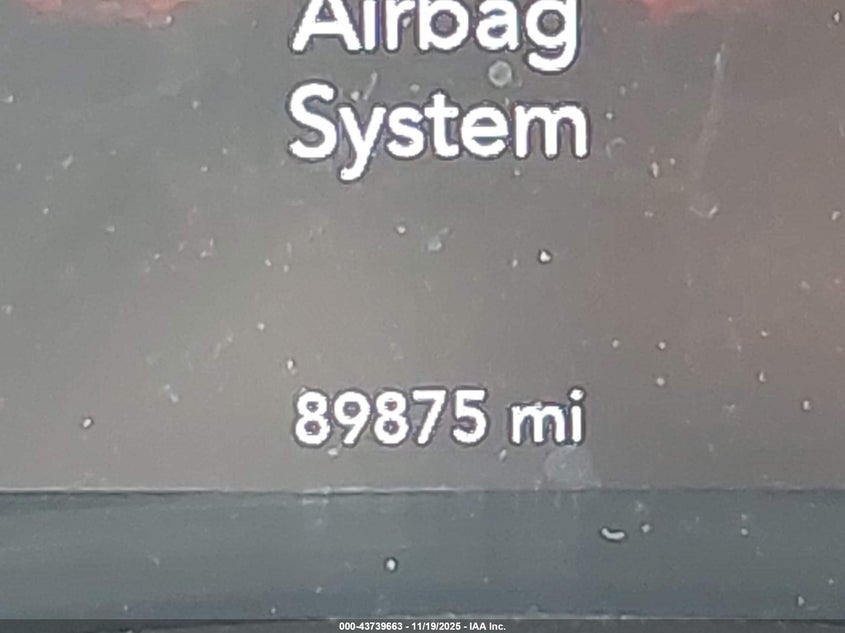 Airbag
System
89875 mi
000-43739663 - 11/19/2025 - IAA Inc.